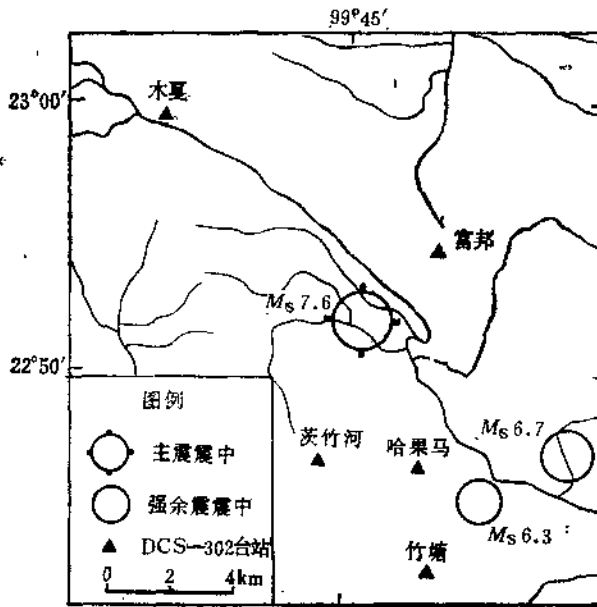 99°45′
木戛
23°00′
富邦
Ms 7.6
22°50′
图例
茨竹河
哈果马
Ms 6.7
主震震中
强余震震中
Ms 6.3
DCS—302台站
竹塘
0 2 4km